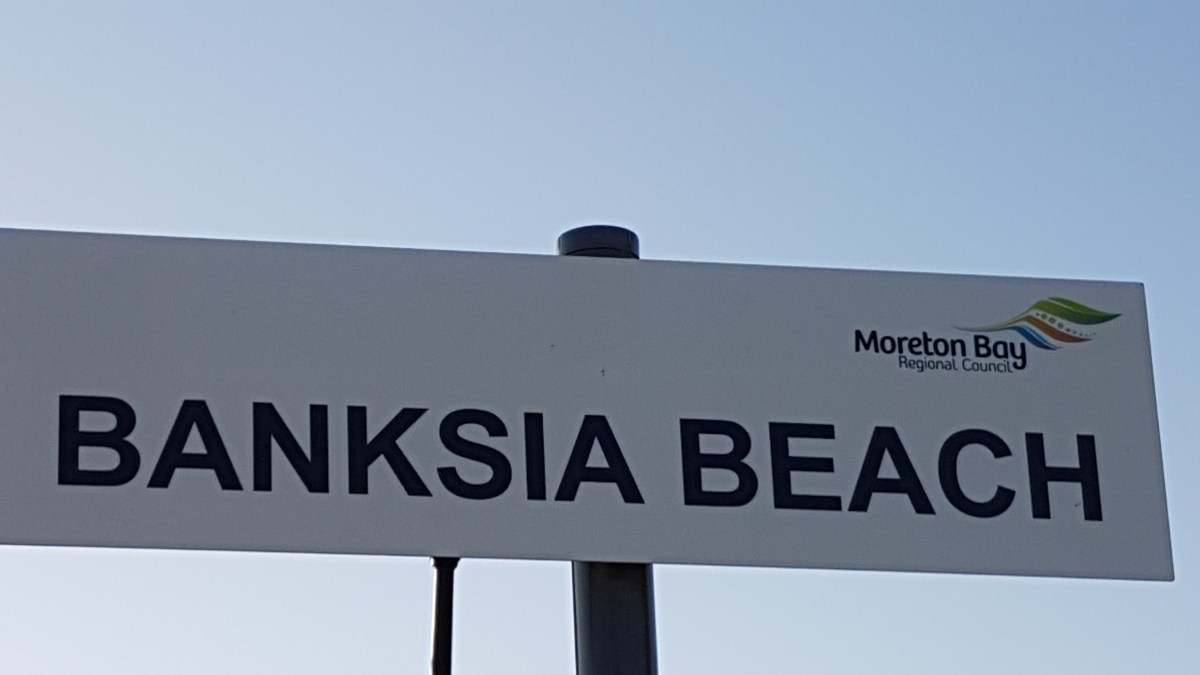 Moreton Bay
Regional Council
BANKSIA BEACH